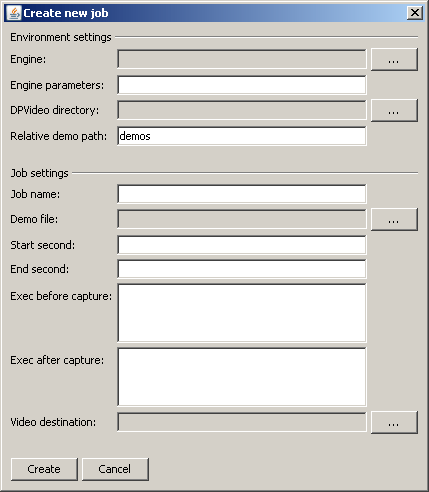 Create new job
Environment settings
Engine: ...
Engine parameters:
DPVideo directory: ...
Relative demo path: demos
Job settings
Job name:
Demo file: ...
Start second:
End second:
Exec before capture:
Exec after capture:
Video destination: ...
Create Cancel